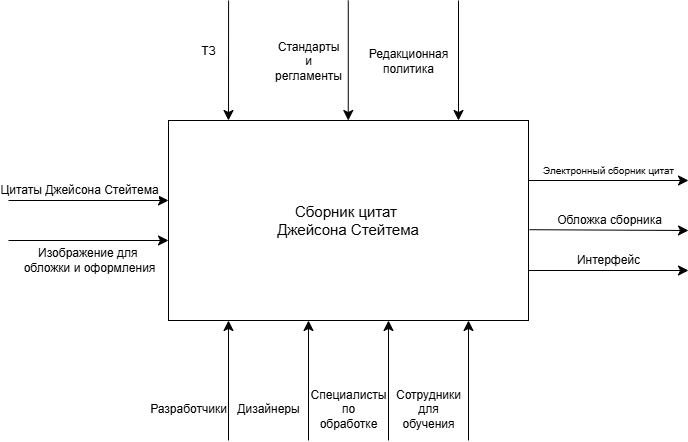 ТЗ
Стандарты
и
регламенты
Редакционная
политика
Цитаты Джейсона Стейтема
Изображение для
обложки и оформления
Сборник цитат
Джейсона Стейтема
Электронный сборник цитат
Обложка сборника
Интерфейс
Разработчики
Дизайнеры
Специалисты
по
обработке
Сотрудники
для
обучения